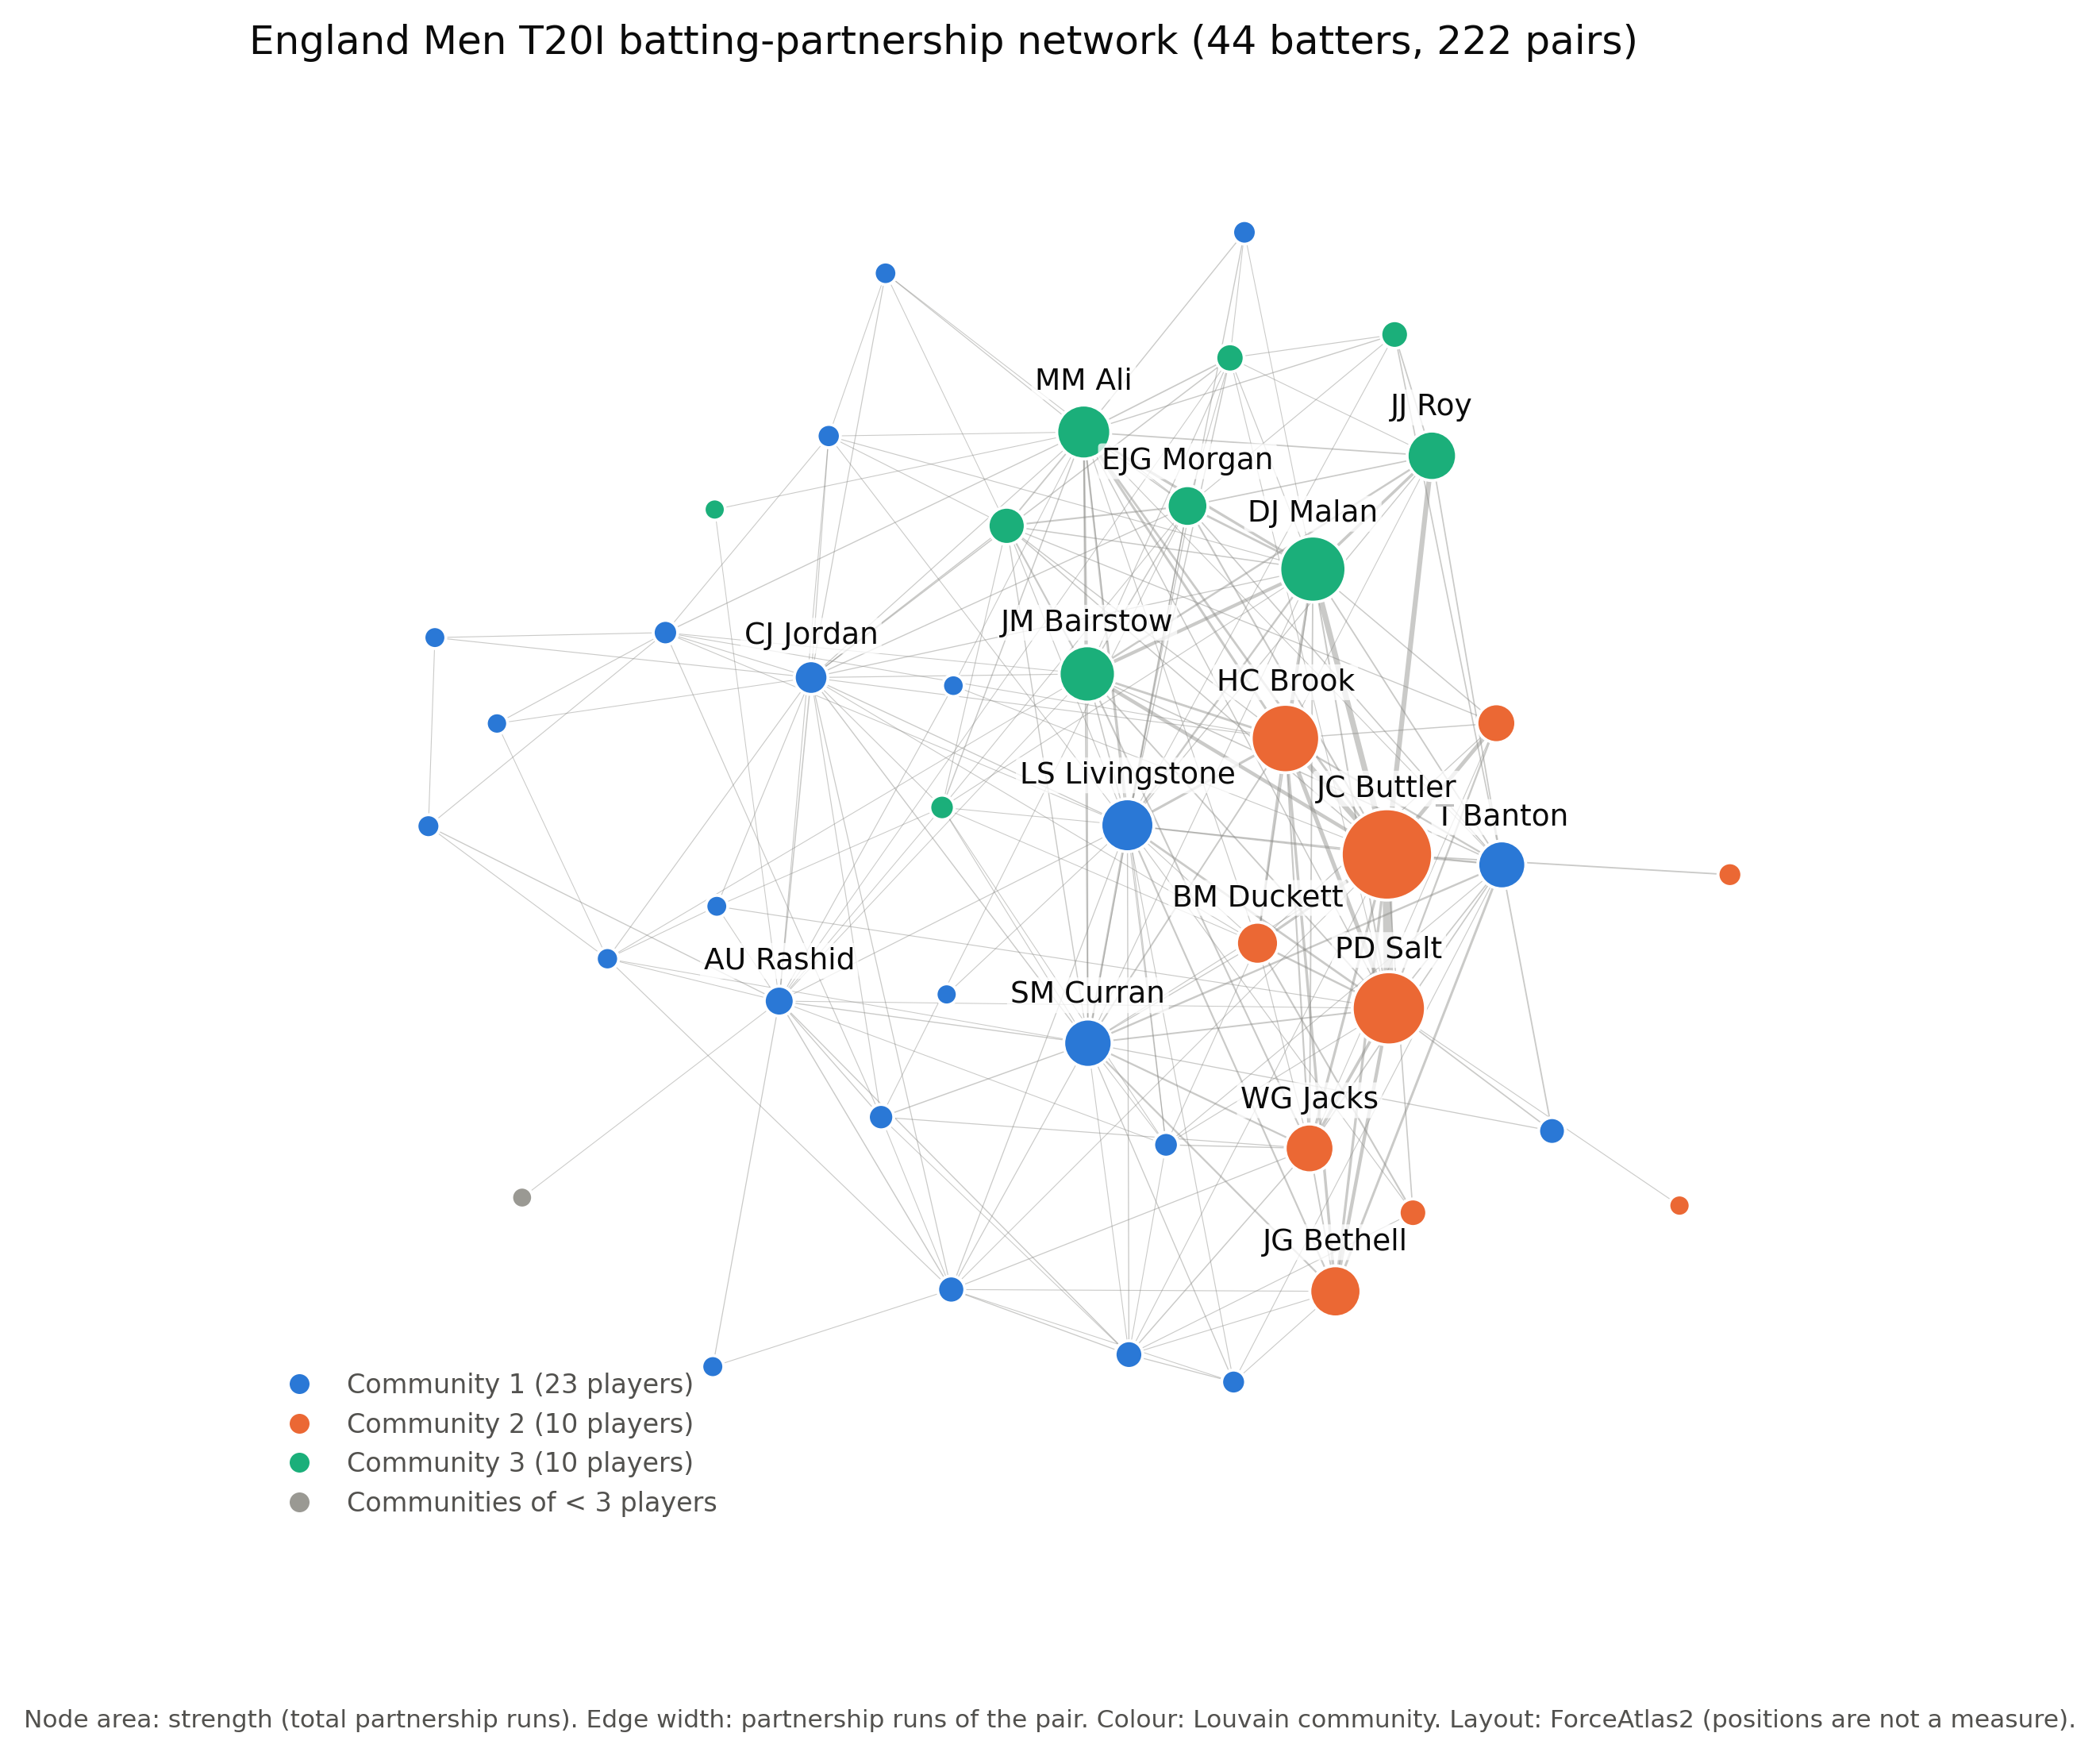 England Men T20I batting-partnership network (44 batters, 222 pairs)
MM Ali
JJ Roy
EJG Morgan
DJ Malan
JM Bairstow
CJ Jordan
HC Brook
LS Livingstone
JC Buttler
T Banton
BM Duckett
PD Salt
AU Rashid
SM Curran
WG Jacks
JG Bethell
Community 1 (23 players)
Community 2 (10 players)
Community 3 (10 players)
Communities of < 3 players
Node area: strength (total partnership runs). Edge width: partnership runs of the pair. Colour: Louvain community. Layout: ForceAtlas2 (positions are not a measure).